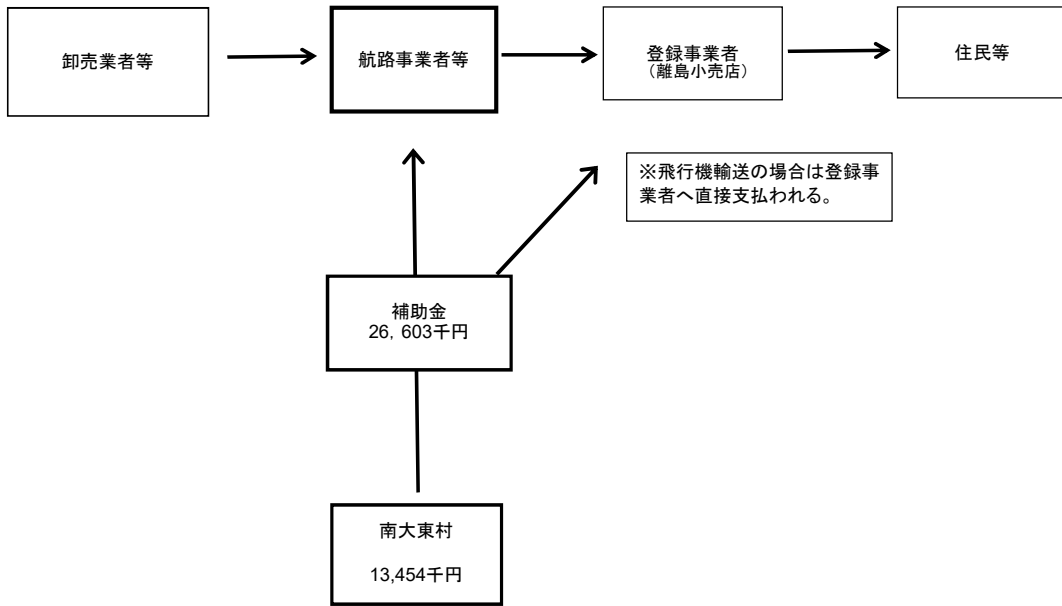 卸売業者等
航路事業者等
登録事業者
（離島小売店）
住民等
※飛行機輸送の場合は登録事
業者へ直接支払われる。
補助金
26，603千円
南大東村
13,454千円